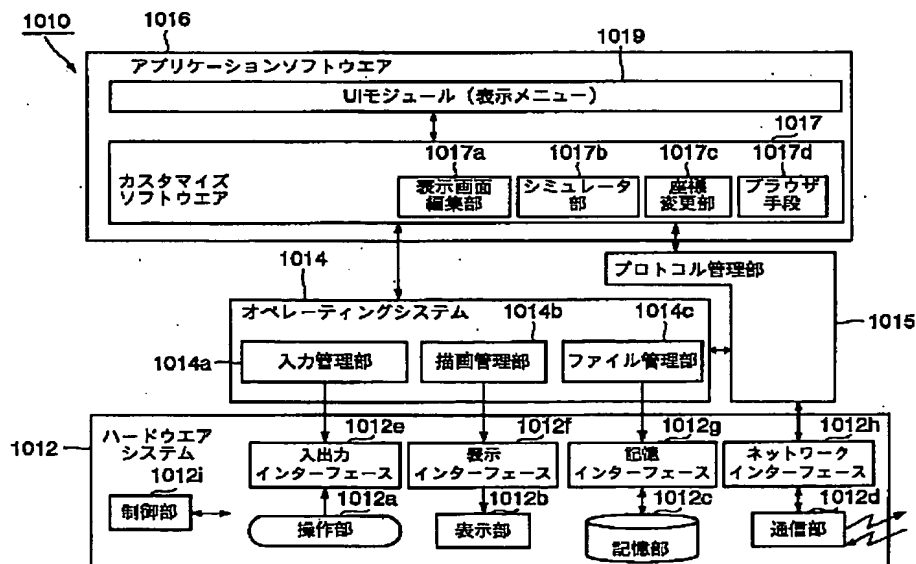 1010
1016
1019
アプリケーションソフトウエア
UIモジュール（表示メニュー）
1017
1017a
1017b
1017c
1017d
カスタマイズ
ソフトウエア
表示画面
編集部
シミュレータ
部
座標
変更部
ブラウザ
手段
1014
プロトコル管理部
オペレーティングシステム
1014b
1014c
1015
1014a
入力管理部
描画管理部
ファイル管理部
1012
ハードウエア
システム
1012e
1012f
1012g
1012h
入出力
インターフェース
表示
インターフェース
記憶
インターフェース
ネットワーク
インターフェース
1012i
1012a
1012b
1012c
1012d
制御部
操作部
表示部
記憶部
通信部